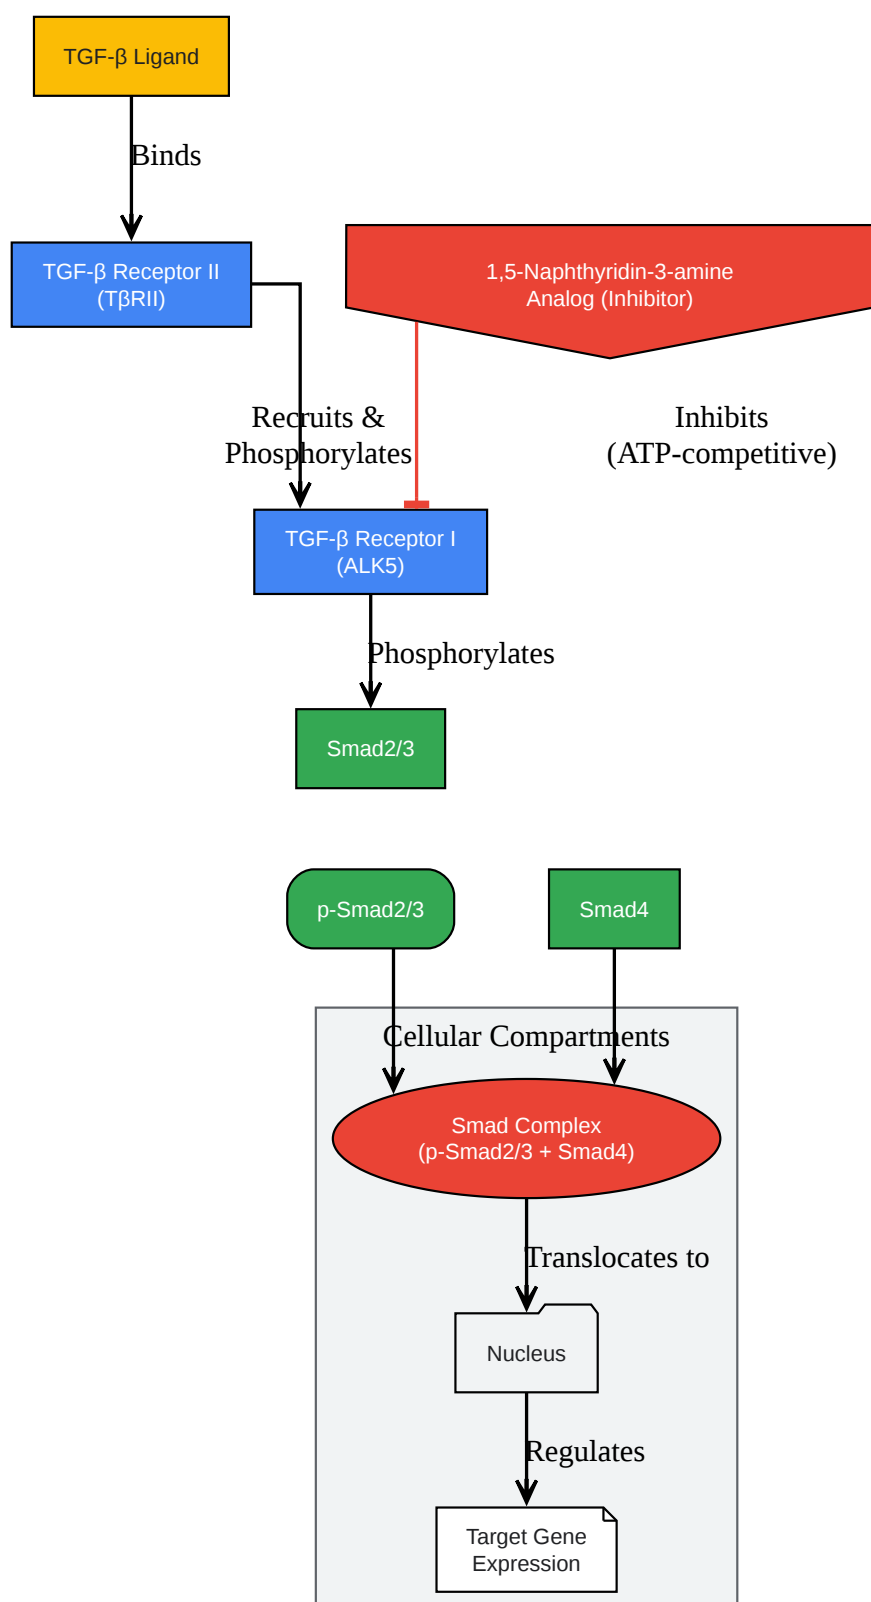 TGF-β Ligand
Binds
TGF-β Receptor II
(TβRII)
1,5-Naphthyridin-3-amine
Analog (Inhibitor)
Recruits &
Phosphorylates
Inhibits
(ATP-competitive)
TGF-β Receptor I
(ALK5)
Phosphorylates
Smad2/3
p-Smad2/3
Smad4
Cellular Compartments
Smad Complex
(p-Smad2/3 + Smad4)
Translocates to
Nucleus
Regulates
Target Gene
Expression